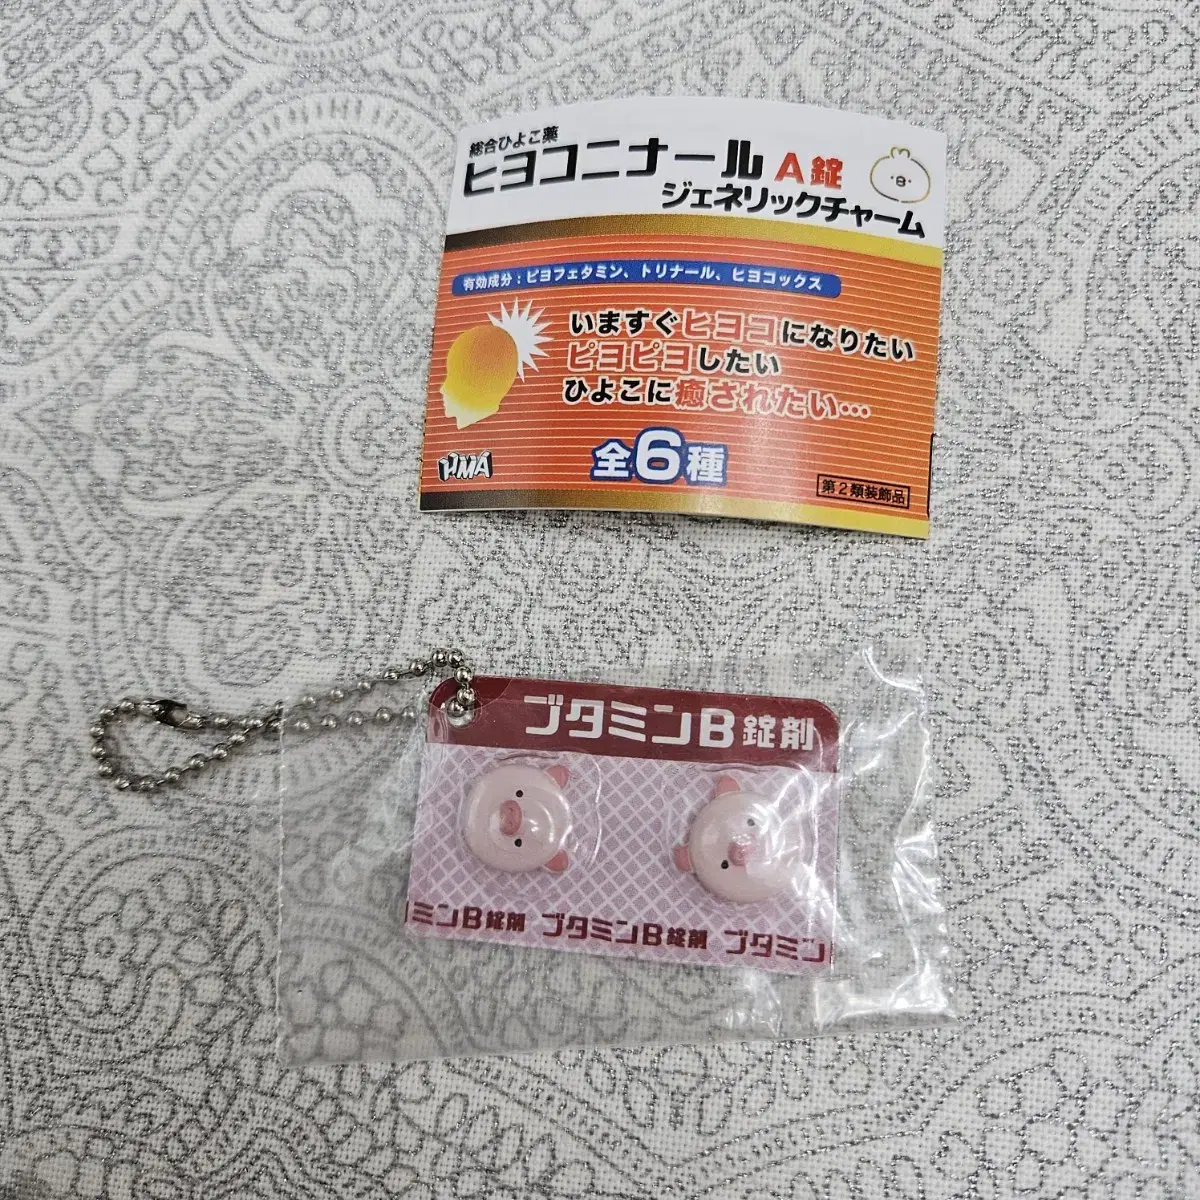 総合ひよこ薬
ヒヨコニナールA錠
ジェネリックチャーム
有効成分：ピヨフェタミン、トリナール、ヒヨコックス
いますぐヒヨコになりたい
ピヨピヨしたい
ひよこに癒されたい…
HMA
全6種
第2類装飾品
ブタミンB錠剤
ミンB錠剤 ブタミンB錠剤 ブタミン